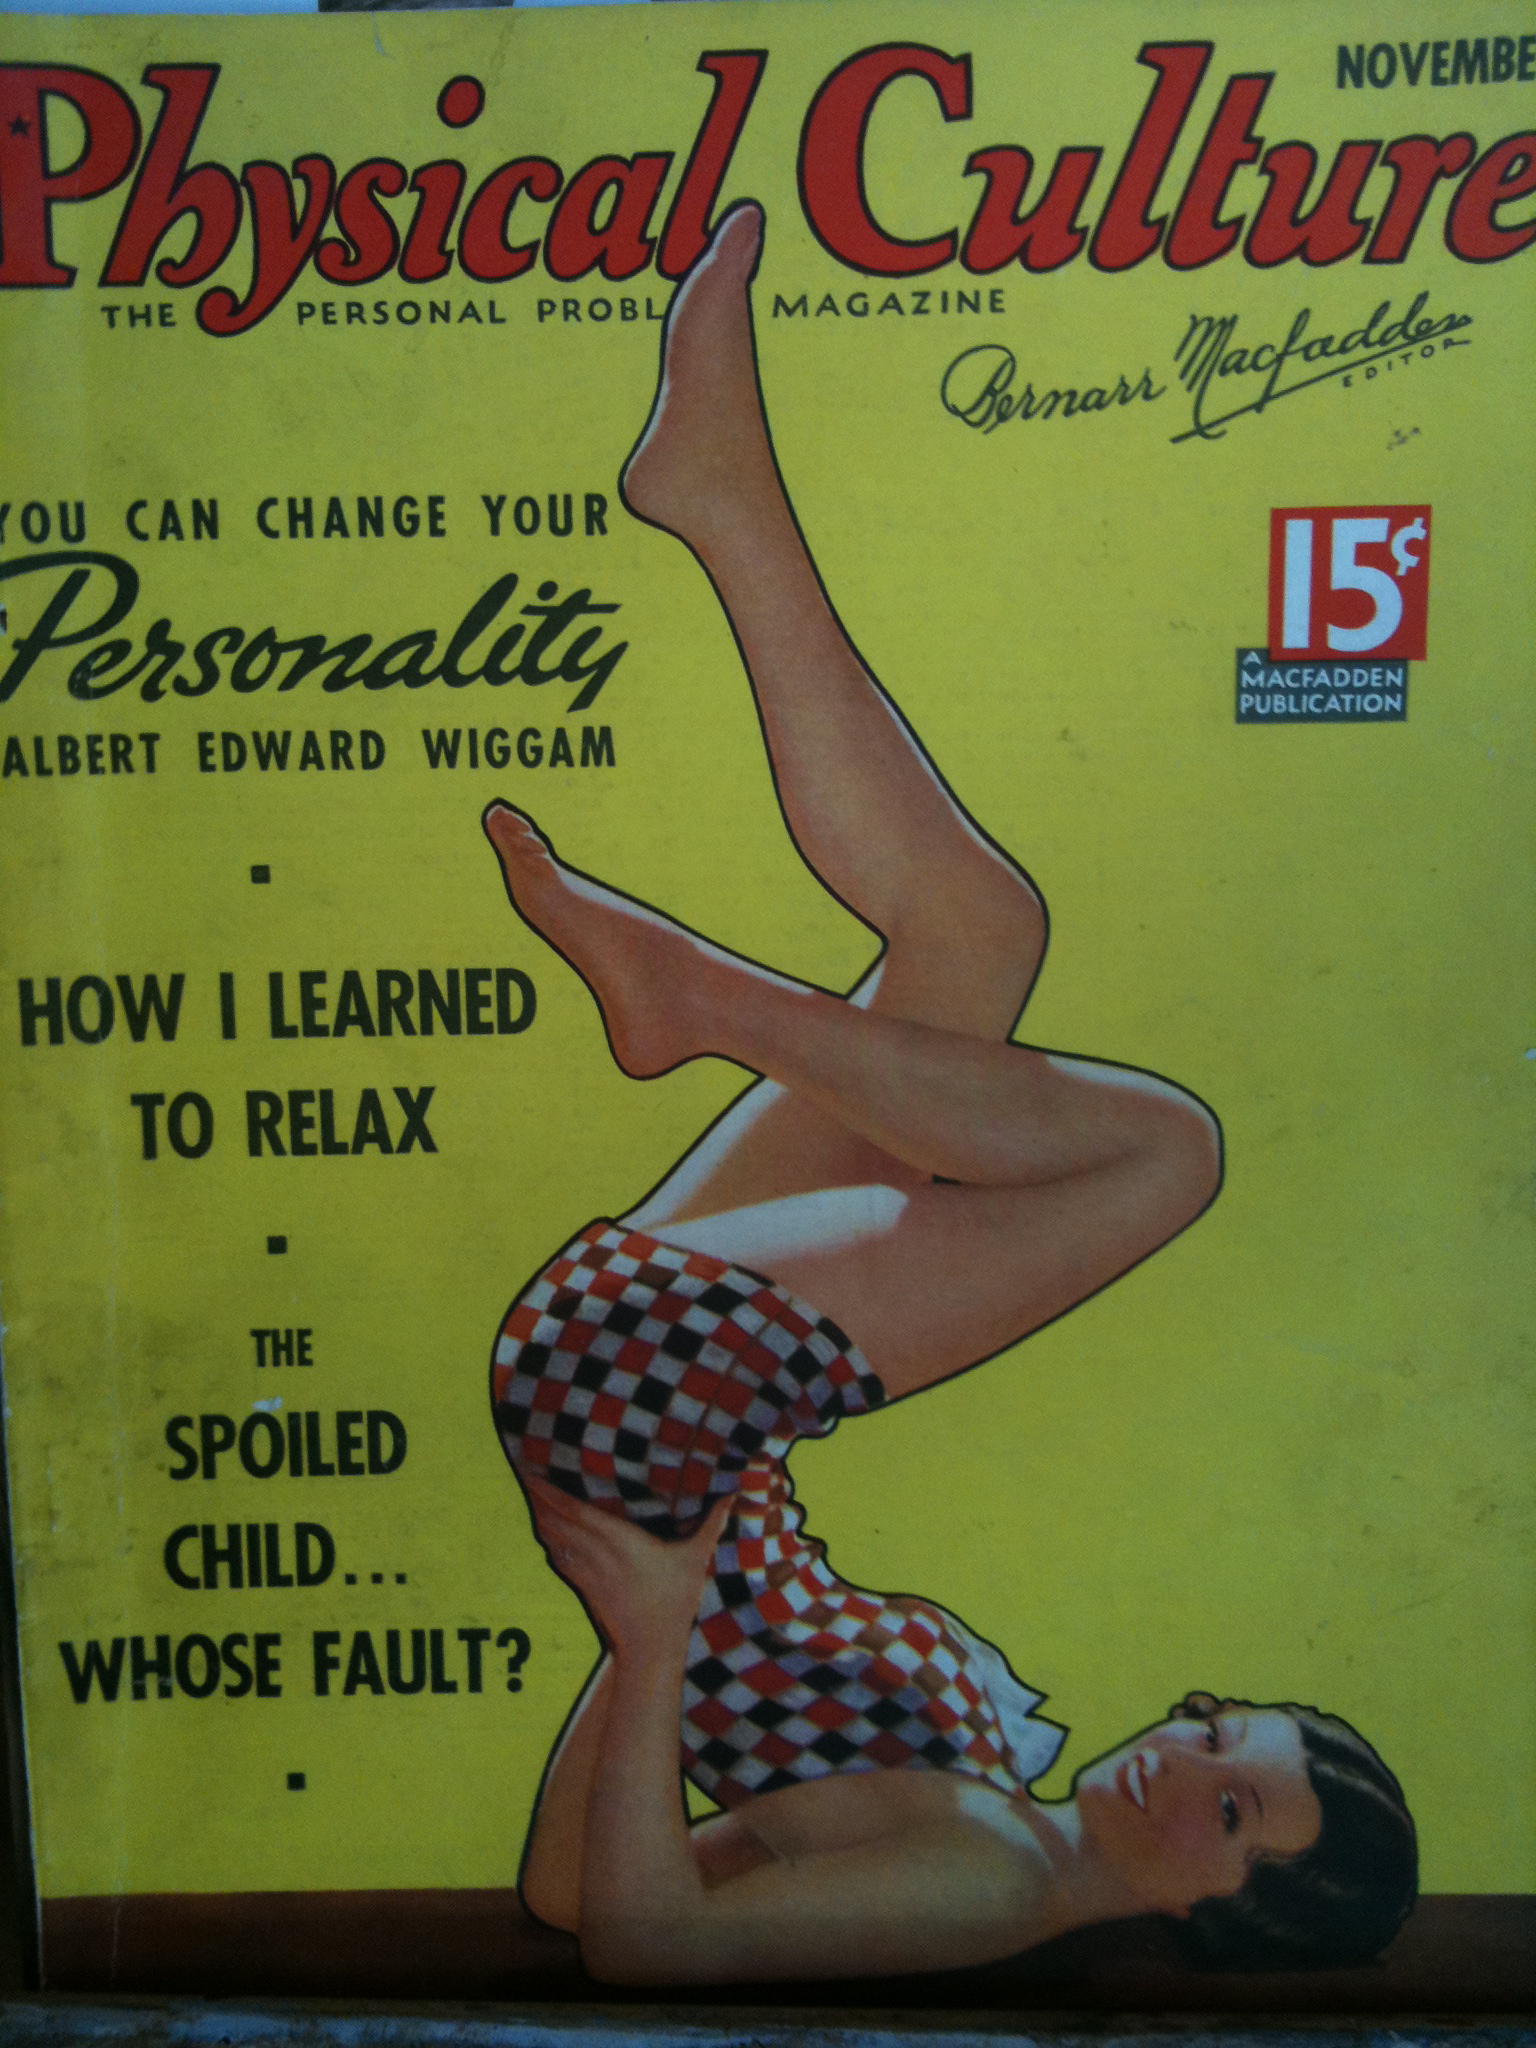 NOVEMBE
Physical Culture
THE PERSONAL PROBL MAGAZINE
Bernarr Macfadden
EDITOR
YOU CAN CHANGE YOUR
Personality
ALBERT EDWARD WIGGAM
15¢
A
MACFADDEN
PUBLICATION
HOW I LEARNED
TO RELAX
THE
SPOILED
CHILD...
WHOSE FAULT?